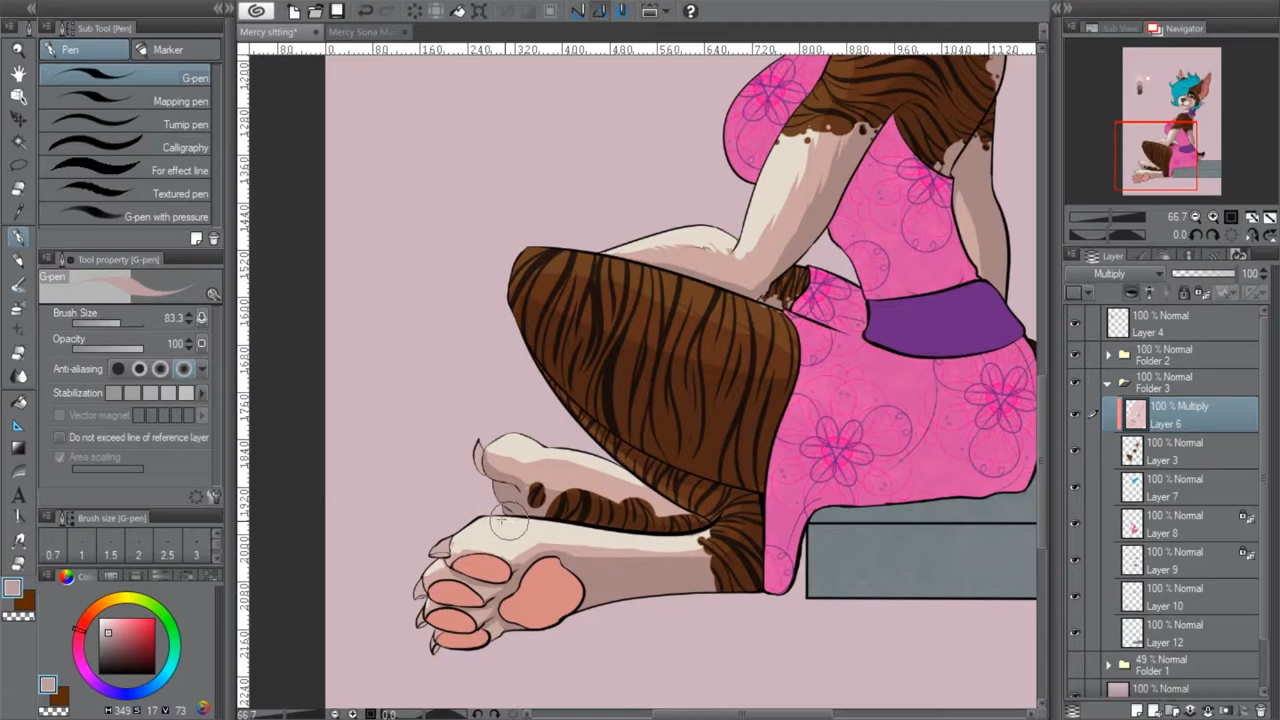 Sub Tool [Pen]
Pen
Marker
G-pen
Mapping pen
Turnip pen
Calligraphy
For effect line
Textured pen
G-pen with pressure
Tool property [G-pen]
G-pen
Brush Size 83.3
Opacity 100
Anti-aliasing
Stabilization
Vector magnet
Do not exceed line of reference layer
Area scaling
Brush size [G-pen]
0.7 1 1.5 2 2.5 3
Col
H 349 S 17 V 73
Mercy sitting*
Mercy Sona Ma
80 0 80 160 240 320 400 480 560 640 720 800 880 960 1040 1120
1200
1280
1360
1440
1520
1600
1680
1760
1840
1920
2000
2080
2160
2240
66.7 0.0
Sub View
Navigator
66.7
0.0
Layer
Multiply 100
100 % Normal
Layer 4
100 % Normal
Folder 2
100 % Normal
Folder 3
100 % Multiply
Layer 6
100 % Normal
Layer 3
100 % Normal
Layer 7
100 % Normal
Layer 8
100 % Normal
Layer 9
100 % Normal
Layer 10
100 % Normal
Layer 12
49 % Normal
Folder 1
100 % Normal